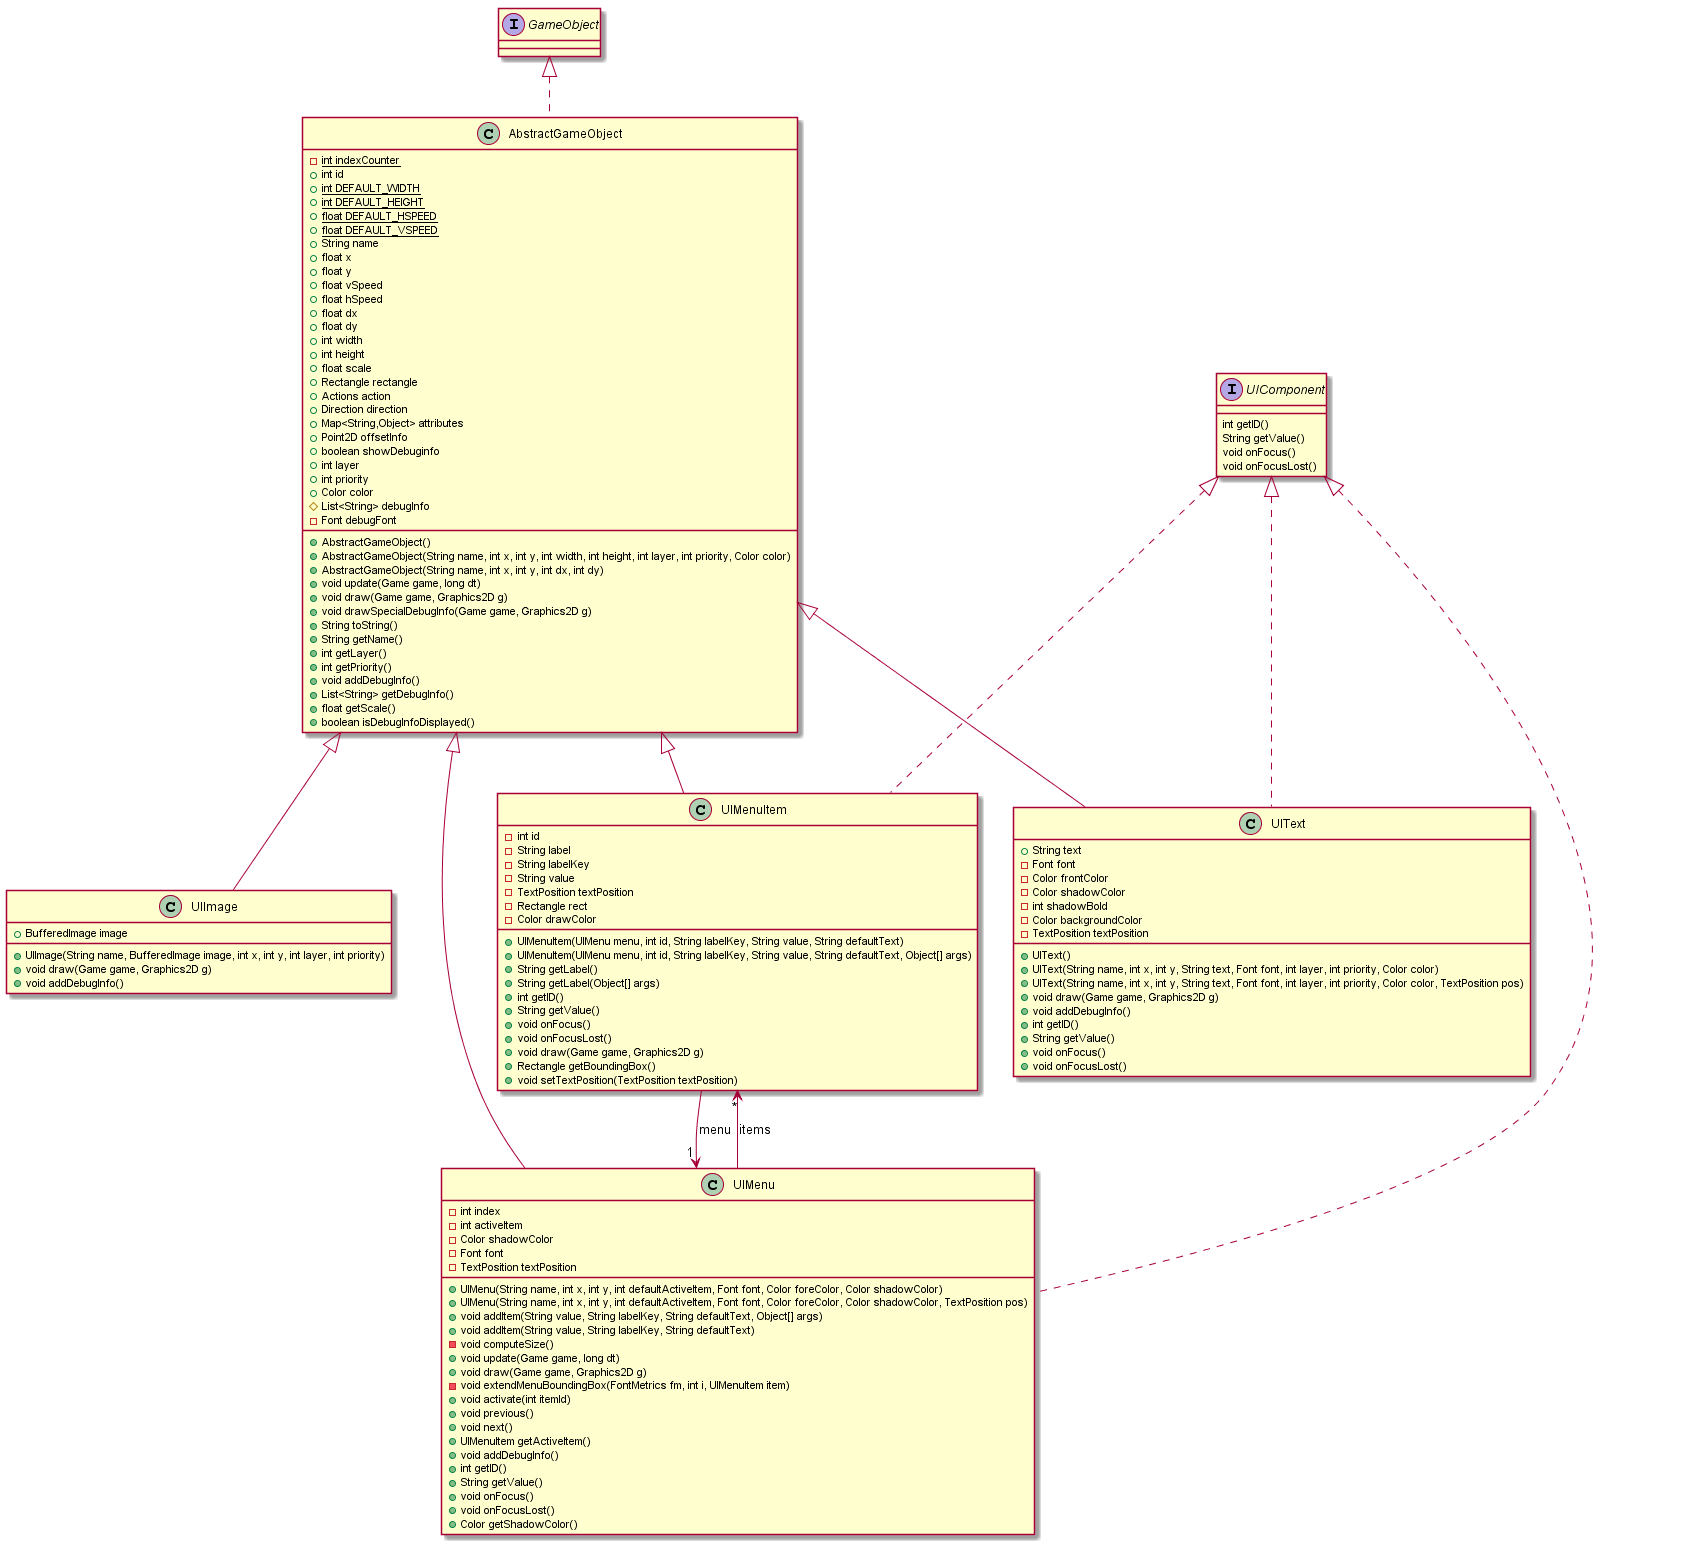 I GameObject
C AbstractGameObject
int indexCounter
int id
int DEFAULT_WIDTH
int DEFAULT_HEIGHT
float DEFAULT_HSPEED
float DEFAULT_VSPEED
String name
float x
float y
float vSpeed
float hSpeed
float dx
float dy
int width
int height
float scale
Rectangle rectangle
Actions action
Direction direction
Map<String,Object> attributes
Point2D offsetInfo
boolean showDebuginfo
int layer
int priority
Color color
List<String> debugInfo
Font debugFont
AbstractGameObject()
AbstractGameObject(String name, int x, int y, int width, int height, int layer, int priority, Color color)
AbstractGameObject(String name, int x, int y, int dx, int dy)
void update(Game game, long dt)
void draw(Game game, Graphics2D g)
void drawSpecialDebugInfo(Game game, Graphics2D g)
String toString()
String getName()
int getLayer()
int getPriority()
void addDebugInfo()
List<String> getDebugInfo()
float getScale()
boolean isDebugInfoDisplayed()
I UIComponent
int getID()
String getValue()
void onFocus()
void onFocusLost()
C UIImage
BufferedImage image
UIImage(String name, BufferedImage image, int x, int y, int layer, int priority)
void draw(Game game, Graphics2D g)
void addDebugInfo()
C UIMenuItem
int id
String label
String labelKey
String value
TextPosition textPosition
Rectangle rect
Color drawColor
UIMenuItem(UIMenu menu, int id, String labelKey, String value, String defaultText)
UIMenuItem(UIMenu menu, int id, String labelKey, String value, String defaultText, Object[] args)
String getLabel()
String getLabel(Object[] args)
int getID()
String getValue()
void onFocus()
void onFocusLost()
void draw(Game game, Graphics2D g)
Rectangle getBoundingBox()
void setTextPosition(TextPosition textPosition)
C UIText
String text
Font font
Color frontColor
Color shadowColor
int shadowBold
Color backgroundColor
TextPosition textPosition
UIText()
UIText(String name, int x, int y, String text, Font font, int layer, int priority, Color color)
UIText(String name, int x, int y, String text, Font font, int layer, int priority, Color color, TextPosition pos)
void draw(Game game, Graphics2D g)
void addDebugInfo()
int getID()
String getValue()
void onFocus()
void onFocusLost()
*
menu items
1
C UIMenu
int index
int activeItem
Color shadowColor
Font font
TextPosition textPosition
UIMenu(String name, int x, int y, int defaultActiveItem, Font font, Color foreColor, Color shadowColor)
UIMenu(String name, int x, int y, int defaultActiveItem, Font font, Color foreColor, Color shadowColor, TextPosition pos)
void addItem(String value, String labelKey, String defaultText, Object[] args)
void addItem(String value, String labelKey, String defaultText)
void computeSize()
void update(Game game, long dt)
void draw(Game game, Graphics2D g)
void extendMenuBoundingBox(FontMetrics fm, int i, UIMenuItem item)
void activate(int itemId)
void previous()
void next()
UIMenuItem getActiveItem()
void addDebugInfo()
int getID()
String getValue()
void onFocus()
void onFocusLost()
Color getShadowColor()